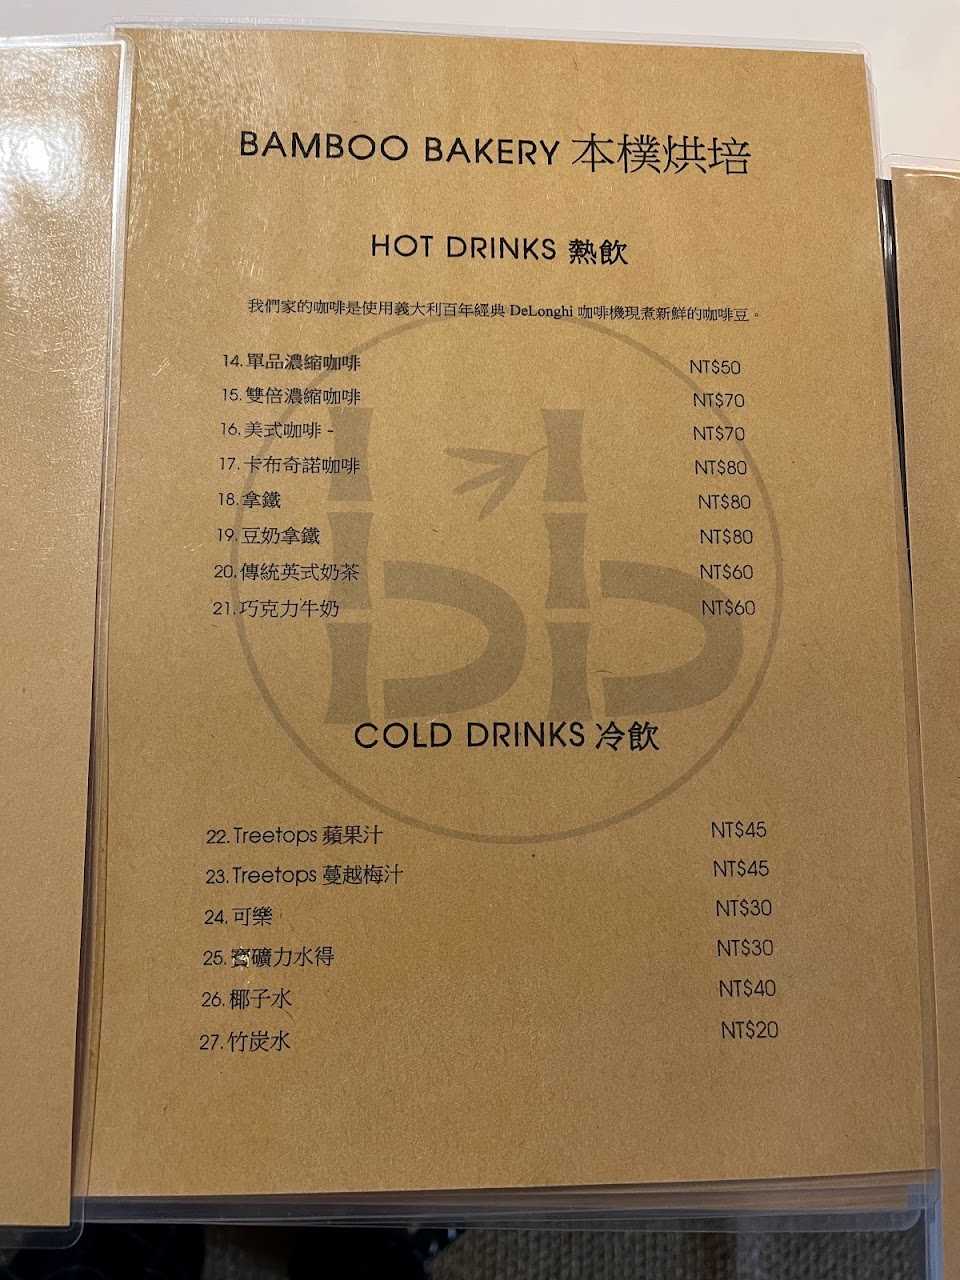 BAMBOO BAKERY 本樸烘培
HOT DRINKS 熱飲
我們家的咖啡是使用義大利百年經典 DeLonghi 咖啡機現煮新鮮的咖啡豆。
14. 單品濃縮咖啡 NT$50
15. 雙倍濃縮咖啡 NT$70
16. 美式咖啡 - NT$70
17. 卡布奇諾咖啡 NT$80
18. 拿鐵 NT$80
19. 豆奶拿鐵 NT$80
20. 傳統英式奶茶 NT$60
21. 巧克力牛奶 NT$60
COLD DRINKS 冷飲
22. Treetops 蘋果汁 NT$45
23. Treetops 蔓越梅汁 NT$45
24. 可樂 NT$30
25. 寶礦力水得 NT$30
26. 椰子水 NT$40
27. 竹炭水 NT$20